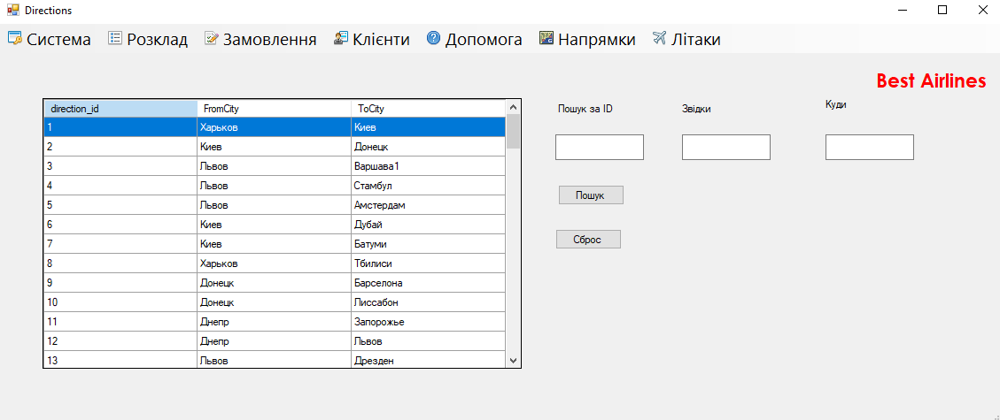 Directions
Система Розклад Замовлення Клієнти Допомога Напрямки Літаки
Best Airlines
direction_id FromCity ToCity
1 Харьков Киев
2 Киев Донецк
3 Львов Варшава1
4 Львов Стамбул
5 Львов Амстердам
6 Киев Дубай
7 Киев Батуми
8 Харьков Тбилиси
9 Донецк Барселона
10 Донецк Лиссабон
11 Днепр Запорожье
12 Днепр Львов
13 Львов Дрезден
Пошук за ID Звідки Куди
Пошук
Сброс